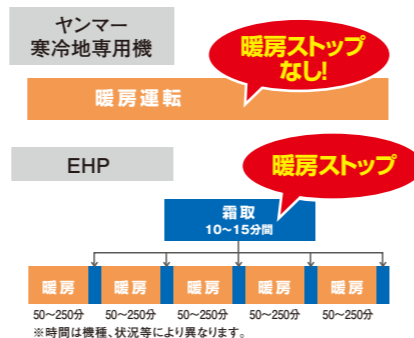 ヤンマー
寒冷地専用機
暖房ストップ
なし!
暖房運転
EHP
暖房ストップ
霜取
10~15分間
暖房 暖房 暖房 暖房 暖房
50~250分 50~250分 50~250分 50~250分 50~250分
※時間は機種、状況等により異なります。